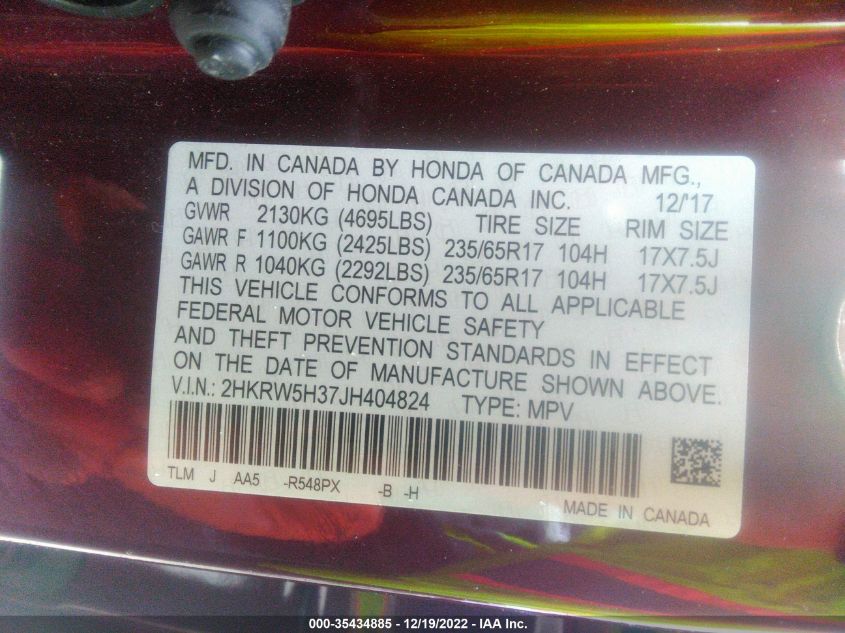 MFD. IN CANADA BY HONDA OF CANADA MFG.,
A DIVISION OF HONDA CANADA INC. 12/'17
GVWR 2130KG (4695LBS) TIRE SIZE RIM SIZE
GAWR F 1100KG (2425LBS) 235/65R17 104H 17X7.5J
GAWR R 1040KG (2292LBS) 235/65R17 104H 17X7.5J
THIS VEHICLE CONFORMS TO ALL APPLICABLE
FEDERAL MOTOR VEHICLE SAFETY
AND THEFT PREVENTION STANDARDS IN EFFECT
ON THE DATE OF MANUFACTURE SHOWN ABOVE.
V.I.N.: 2HKRW5H37JH404824 TYPE: MPV
TLM J AA5 -R548PX -B -H
MADE IN CANADA
000-35434885 - 12/19/2022 - IAA Inc.